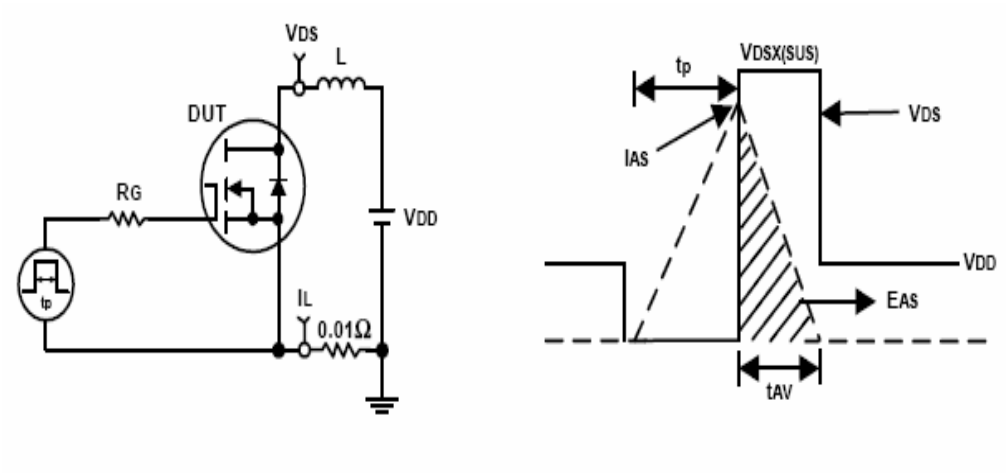 VDS
L
DUT
RG
VDD
tp
IL
0.01Ω
tp
VDSX(SUS)
VDS
IAS
VDD
EAS
tAV